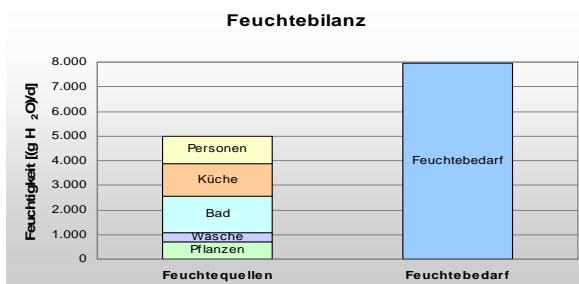 Feuchtebilanz
Feuchtigkeit [(g H 2O)/d]
8.000
7.000
6.000
5.000
4.000
3.000
2.000
1.000
0
Personen
Küche
Bad
Wäsche
Pflanzen
Feuchtebedarf
Feuchtequellen
Feuchtebedarf